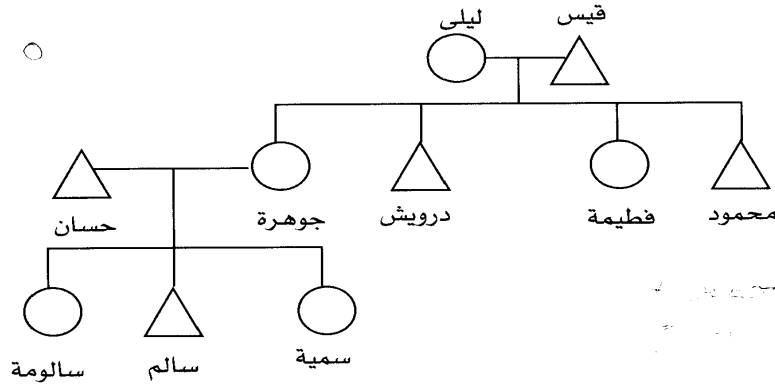 قيس
ليلى
محمود
فطيمة
درويش
جوهرة
حسان
سمية
سالم
سالومة